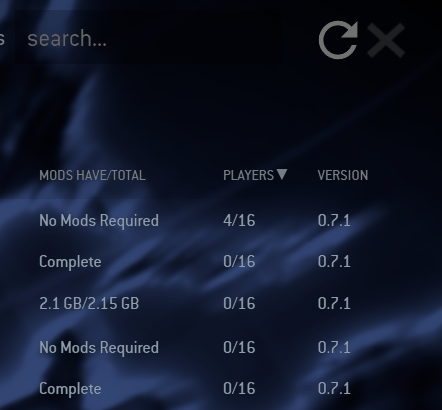 s search...
MODS HAVE/TOTAL PLAYERS▼ VERSION
No Mods Required 4/16 0.7.1
Complete 0/16 0.7.1
2.1 GB/2.15 GB 0/16 0.7.1
No Mods Required 0/16 0.7.1
Complete 0/16 0.7.1